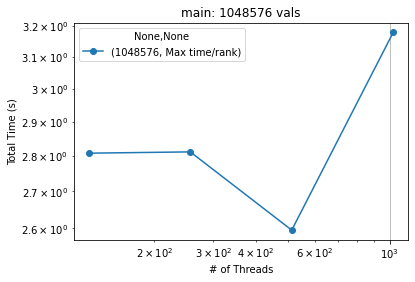 main: 1048576 vals
None,None
(1048576, Max time/rank)
3.2 × 10⁰
3.1 × 10⁰
3 × 10⁰
2.9 × 10⁰
2.8 × 10⁰
2.7 × 10⁰
2.6 × 10⁰
Total Time (s)
2 × 10² 3 × 10² 4 × 10² 6 × 10² 10³
# of Threads